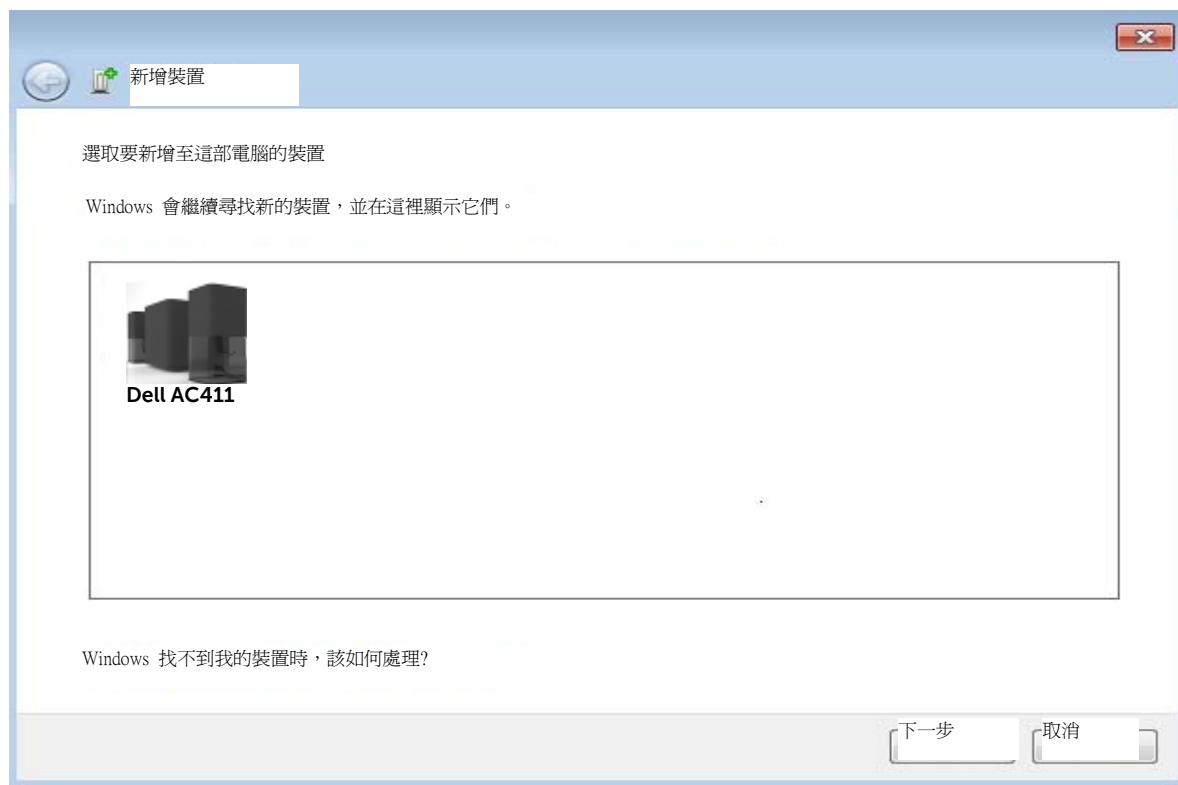 新增裝置
選取要新增至這部電腦的裝置
Windows 會繼續尋找新的裝置，並在這裡顯示它們。
Dell AC411
Windows 找不到我的裝置時，該如何處理?
下一步
取消